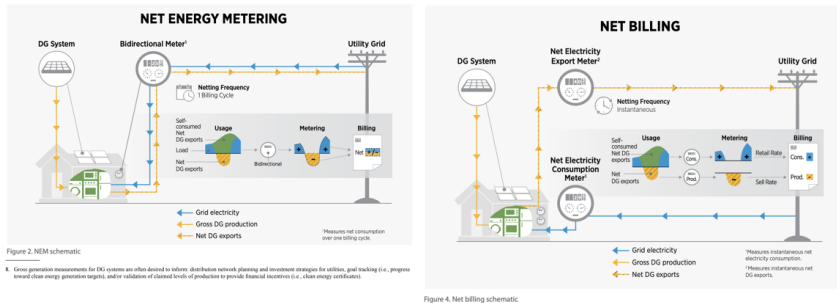 NET ENERGY METERING
DG System
Bidirectional Meter¹
Utility Grid
Netting Frequency
1 Billing Cycle
Self-
consumed
Net
DG exports
Load
Net
DG exports
Usage
Metering
Billing
Bidirectional
Net +/-
Grid electricity
Gross DG production
Net DG exports
¹Measures net consumption
over one billing cycle.
Figure 2. NEM schematic
8. Gross generation measurements for DG systems are often desired to inform: distribution network planning and investment strategies for utilities, goal tracking (i.e., progress
toward clean energy generation targets), and/or validation of claimed levels of production to provide financial incentives (i.e., clean energy certificates).
NET BILLING
DG System
Net Electricity
Export Meter²
Utility Grid
Netting Frequency
Instantaneous
Self-
consumed
Net DG
exports
Net
DG exports
Usage
Metering
Billing
Cons.
Prod.
Retail Rate
Sell Rate
Cons.
Prod.
Net Electricity
Consumption
Meter¹
Grid electricity
Gross DG production
Net DG exports
¹Measures instantaneous net
electricity consumption.
²Measures instantaneous net
DG exports.
Figure 4. Net billing schematic